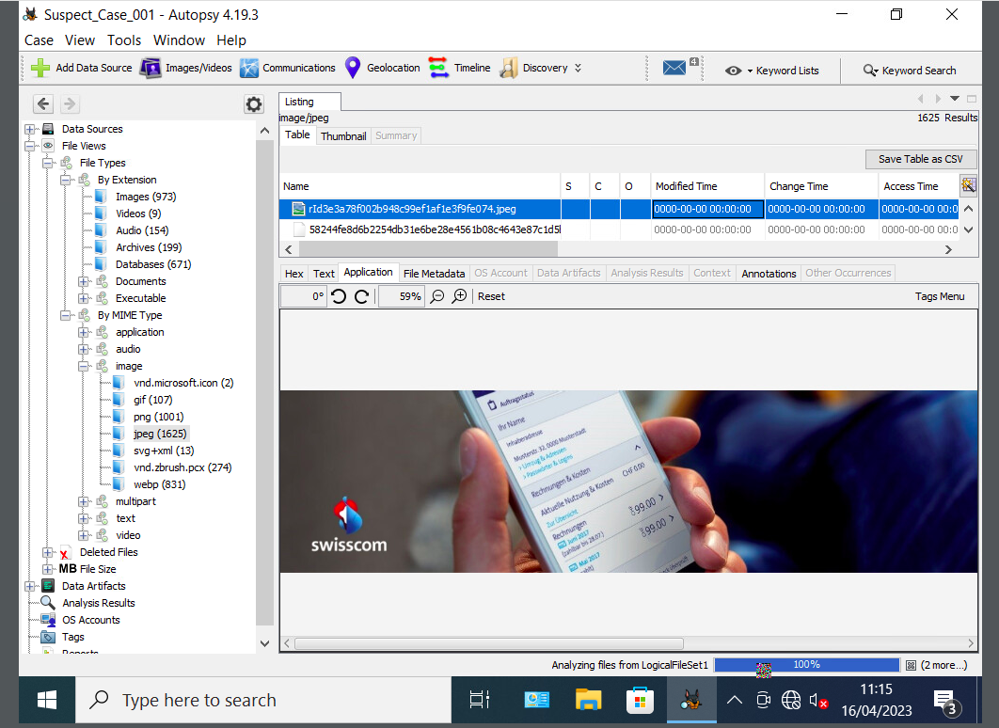 Suspect_Case_001 - Autopsy 4.19.3
Case View Tools Window Help
Add Data Source Images/Videos Communications Geolocation Timeline Discovery 4 Keyword Lists Keyword Search
Listing
image/jpeg 1625 Results
Table Thumbnail Summary
Save Table as CSV
Name S C O Modified Time Change Time Access Time
rId3e3a78f002b948c99ef1af1e3f9fe074.jpeg 0000-00-00 00:00:00 0000-00-00 00:00:00 0000-00-00 00:0
58244fe8d6b2254db31e6be28e4561b08c4643e87c1d5l 0000-00-00 00:00:00 0000-00-00 00:00:00 0000-00-00 00:0
Data Sources
File Views
File Types
By Extension
Images (973)
Videos (9)
Audio (154)
Archives (199)
Databases (671)
Documents
Executable
By MIME Type
application
audio
image
vnd.microsoft.icon (2)
gif (107)
png (1001)
jpeg (1625)
svg+xml (13)
vnd.zbrush.pcx (274)
webp (831)
multipart
text
video
Deleted Files
MB File Size
Data Artifacts
Analysis Results
OS Accounts
Tags
Reports
Hex Text Application File Metadata OS Account Data Artifacts Analysis Results Context Annotations Other Occurrences
0° 59% Reset Tags Menu
Auftragsstatus
Ihr Name
Inhaberadresse
Musterstr. 32, 0000 Musterstadt
> Umzug & Adressen
> Passwörter & Logins
Rechnungen & Kosten
Aktuelle Nutzung & Kosten CHF 0.00
Zur Übersicht
Rechnungen
Juni 2017 99.00 >
(zahlbar bis 28.07.)
Mai 2017 99.00 >
swisscom
Analyzing files from LogicalFileSet1 100% (2 more...)
Type here to search
11:15
16/04/2023
3